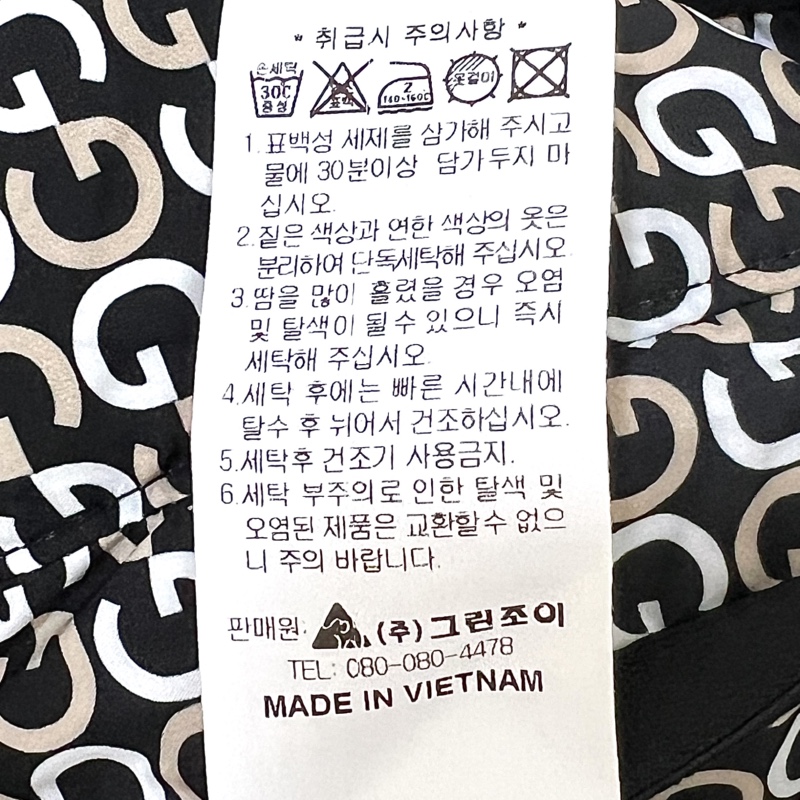 * 취급시 주의사항 *
손세탁
30C
중성
표백
2
140~160C
옷걸이
1. 표백성 세제를 삼가해 주시고
물에 30분이상 담가두지 마
십시오.
2. 짙은 색상과 연한 색상의 옷은
분리하여 단독세탁해 주십시오
3. 땀을 많이 흘렸을 경우 오염
및 탈색이 될수 있으니 즉시
세탁해 주십시오.
4. 세탁 후에는 빠른 시간내에
탈수 후 뉘어서 건조하십시오.
5. 세탁후 건조기 사용금지.
6. 세탁 부주의로 인한 탈색 및
오염된 제품은 교환할수 없으
니 주의 바랍니다.
판매원: (주)그린조이
TEL: 080-080-4478
MADE IN VIETNAM